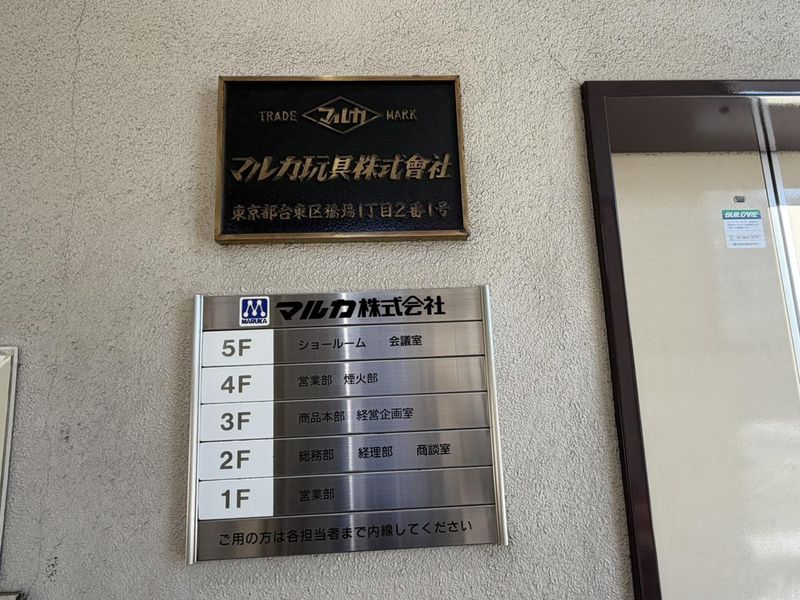 TRADE マルカ MARK
マルカ玩具株式會社
東京都台東区橋場1丁目2番1号
MARUKA マルカ株式会社
5F ショールーム 会議室
4F 営業部 煙火部
3F 商品本部 経営企画室
2F 総務部 経理部 商談室
1F 営業部
ご用の方は各担当者まで内線してください
BUILCARE